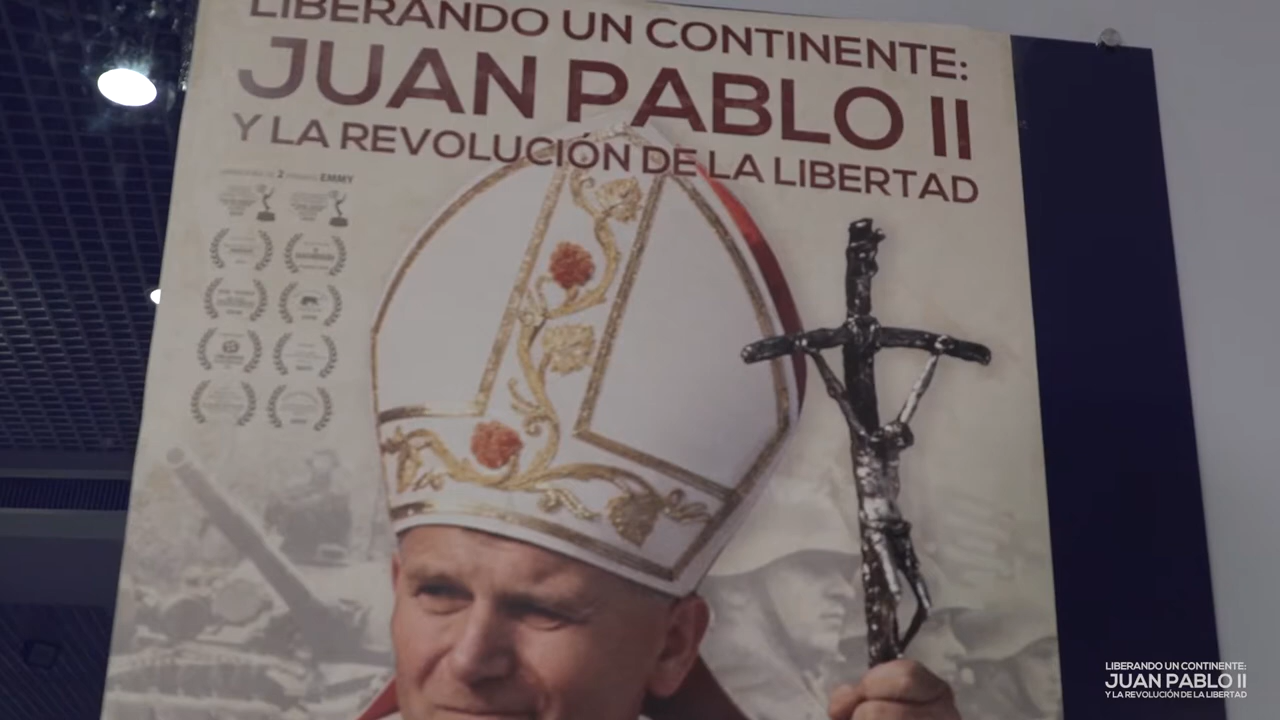 LIBERANDO UN CONTINENTE:
JUAN PABLO II
Y LA REVOLUCIÓN DE LA LIBERTAD
2
EMMY
LIBERANDO UN CONTINENTE:
JUAN PABLO II
Y LA REVOLUCIÓN DE LA LIBERTAD